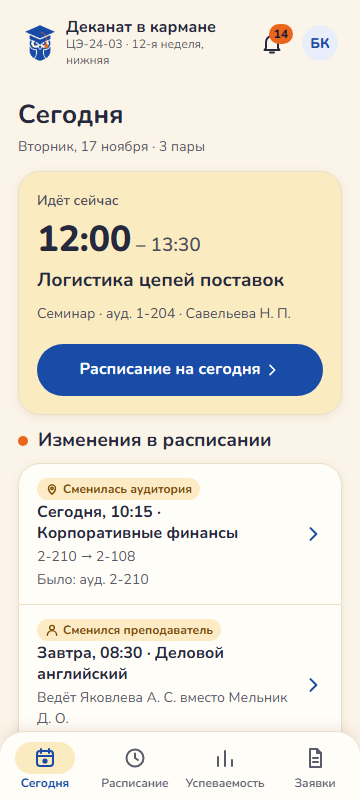 Деканат в кармане
ЦЭ-24-03 · 12-я неделя,
нижняя
14
БК
Сегодня
Вторник, 17 ноября · 3 пары
Идёт сейчас
12:00 – 13:30
Логистика цепей поставок
Семинар · ауд. 1-204 · Савельева Н. П.
Расписание на сегодня
Изменения в расписании
Сменилась аудитория
Сегодня, 10:15 ·
Корпоративные финансы
2-210 → 2-108
Было: ауд. 2-210
Сменился преподаватель
Завтра, 08:30 · Деловой
английский
Ведёт Яковлева А. С. вместо Мельник
Д. О.
Сегодня
Расписание
Успеваемость
Заявки